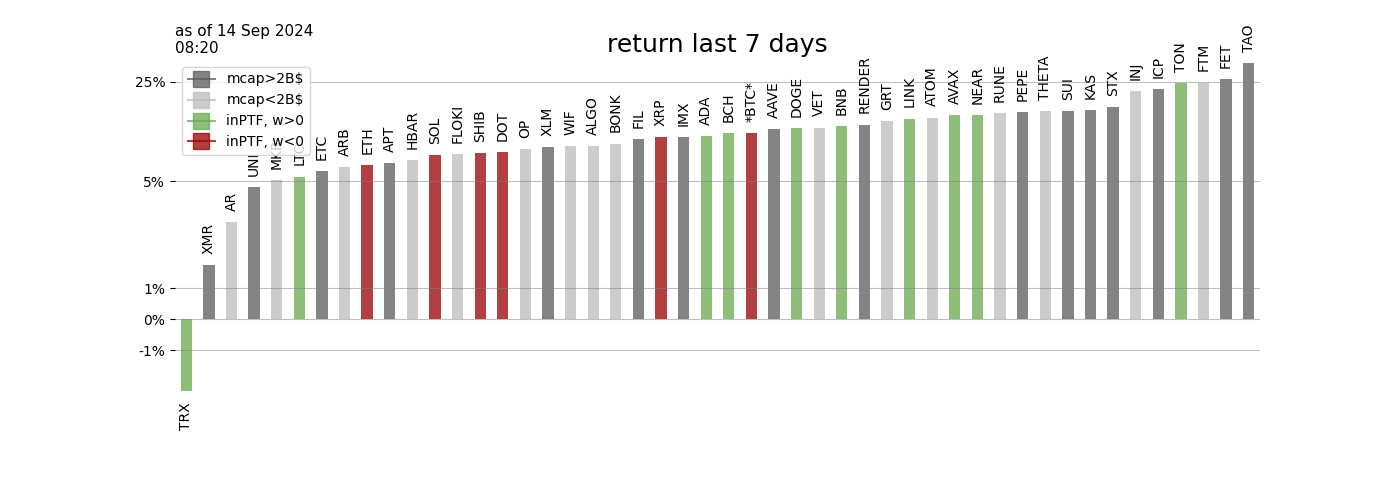 as of 14 Sep 2024
08:20
return last 7 days
mcap>2B$
mcap<2B$
inPTF, w>0
inPTF, w<0
25%
5%
1%
0%
-1%
TRX
XMR
AR
UNI
MKR
LTC
ETC
ARB
ETH
APT
HBAR
SOL
FLOKI
SHIB
DOT
OP
XLM
WIF
ALGO
BONK
FIL
XRP
IMX
ADA
BCH
*BTC*
AAVE
DOGE
VET
BNB
RENDER
GRT
LINK
ATOM
AVAX
NEAR
RUNE
PEPE
THETA
SUI
KAS
STX
INJ
ICP
TON
FTM
FET
TAO